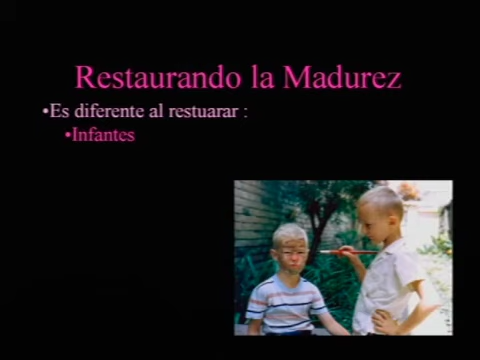 Restaurando la Madurez
•Es diferente al restuarar :
•Infantes